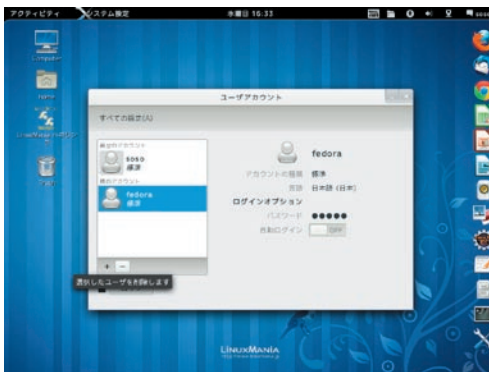 アクティビティ システム設定 水曜日 16:33
Computer
home
ユーザアカウント
すべての設定(A)
自分のアカウント
soso
標準
他のアカウント
fedora
標準
fedora
アカウントの種類 標準
言語 日本語 (日本)
ログインオプション
パスワード ●●●●●
自動ログイン OFF
+ −
選択したユーザを削除します
LINUXMANIA